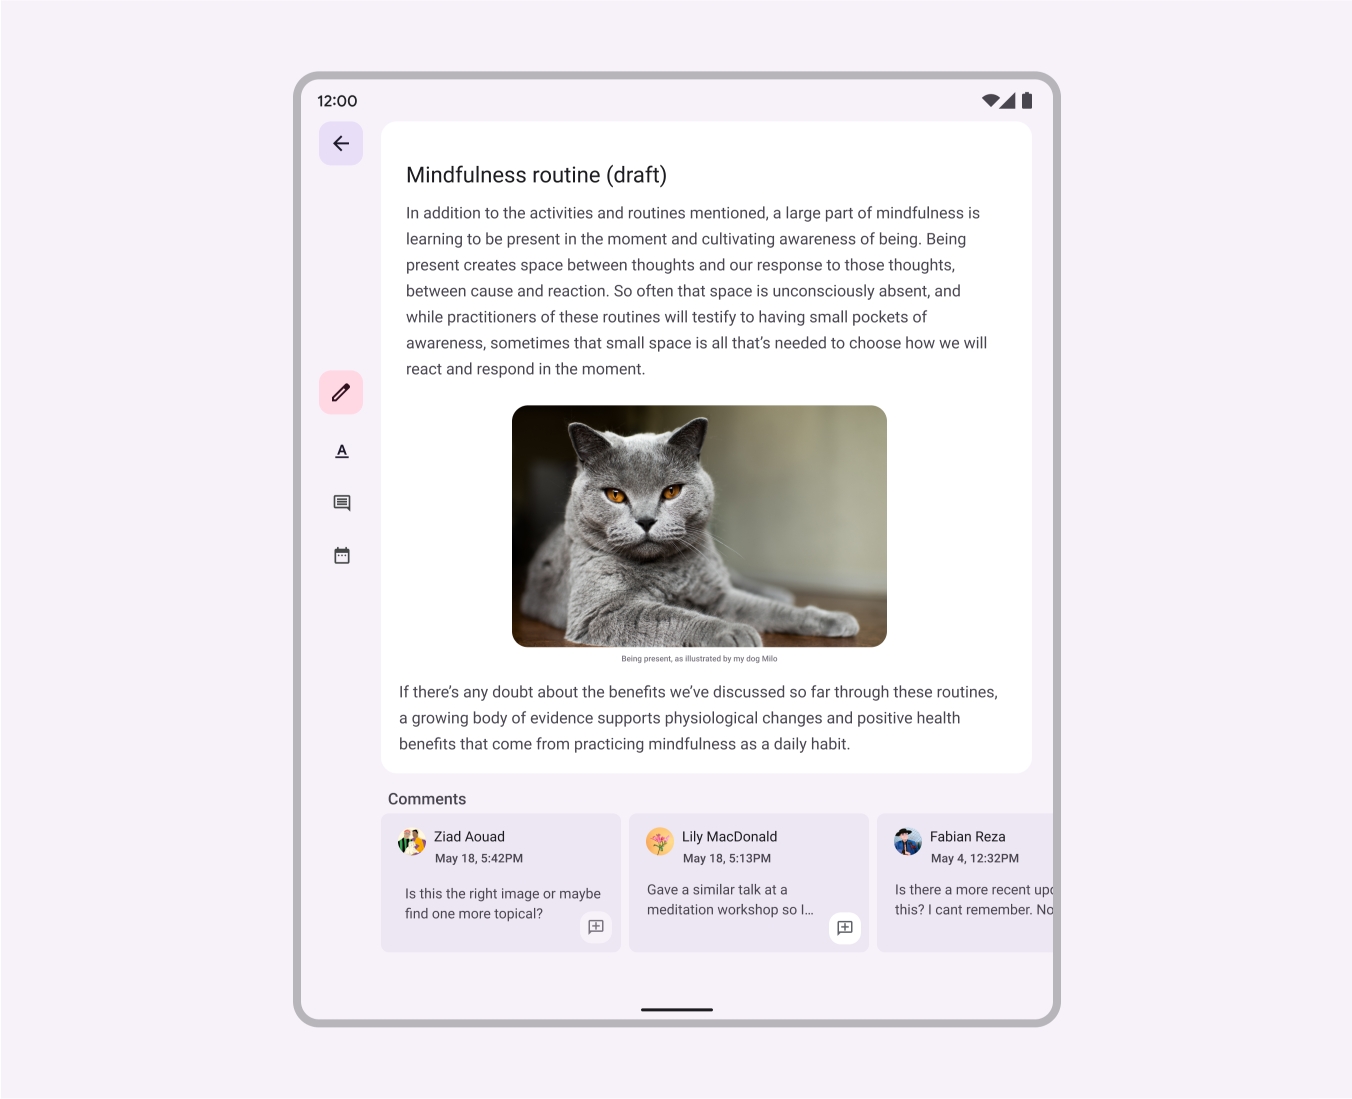 12:00
Mindfulness routine (draft)
In addition to the activities and routines mentioned, a large part of mindfulness is
learning to be present in the moment and cultivating awareness of being. Being
present creates space between thoughts and our response to those thoughts,
between cause and reaction. So often that space is unconsciously absent, and
while practitioners of these routines will testify to having small pockets of
awareness, sometimes that small space is all that’s needed to choose how we will
react and respond in the moment.
A
Being present, as illustrated by my dog Milo
If there’s any doubt about the benefits we’ve discussed so far through these routines,
a growing body of evidence supports physiological changes and positive health
benefits that come from practicing mindfulness as a daily habit.
Comments
Ziad Aouad
May 18, 5:42PM
Is this the right image or maybe
find one more topical?
Lily MacDonald
May 18, 5:13PM
Gave a similar talk at a
meditation workshop so I...
Fabian Reza
May 4, 12:32PM
Is there a more recent
this? I cant remember. No